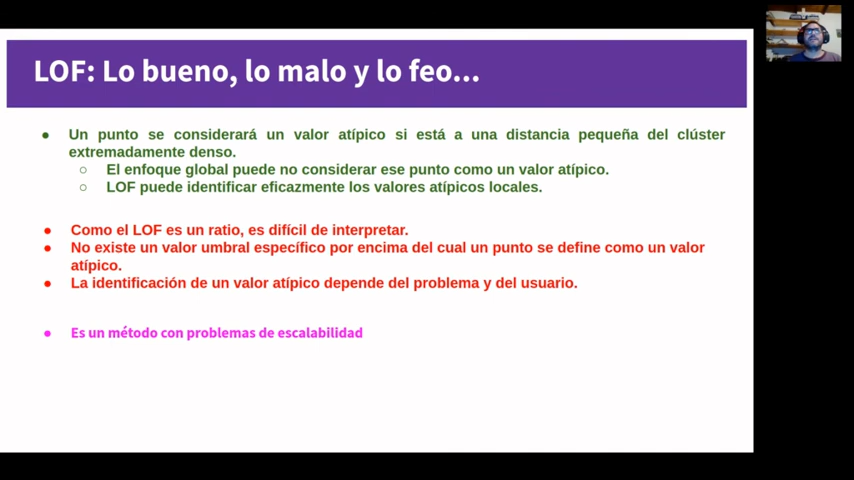 LOF: Lo bueno, lo malo y lo feo...
Un punto se considerará un valor atípico si está a una distancia pequeña del clúster
extremadamente denso.
El enfoque global puede no considerar ese punto como un valor atípico.
LOF puede identificar eficazmente los valores atípicos locales.
Como el LOF es un ratio, es difícil de interpretar.
No existe un valor umbral específico por encima del cual un punto se define como un valor
atípico.
La identificación de un valor atípico depende del problema y del usuario.
Es un método con problemas de escalabilidad